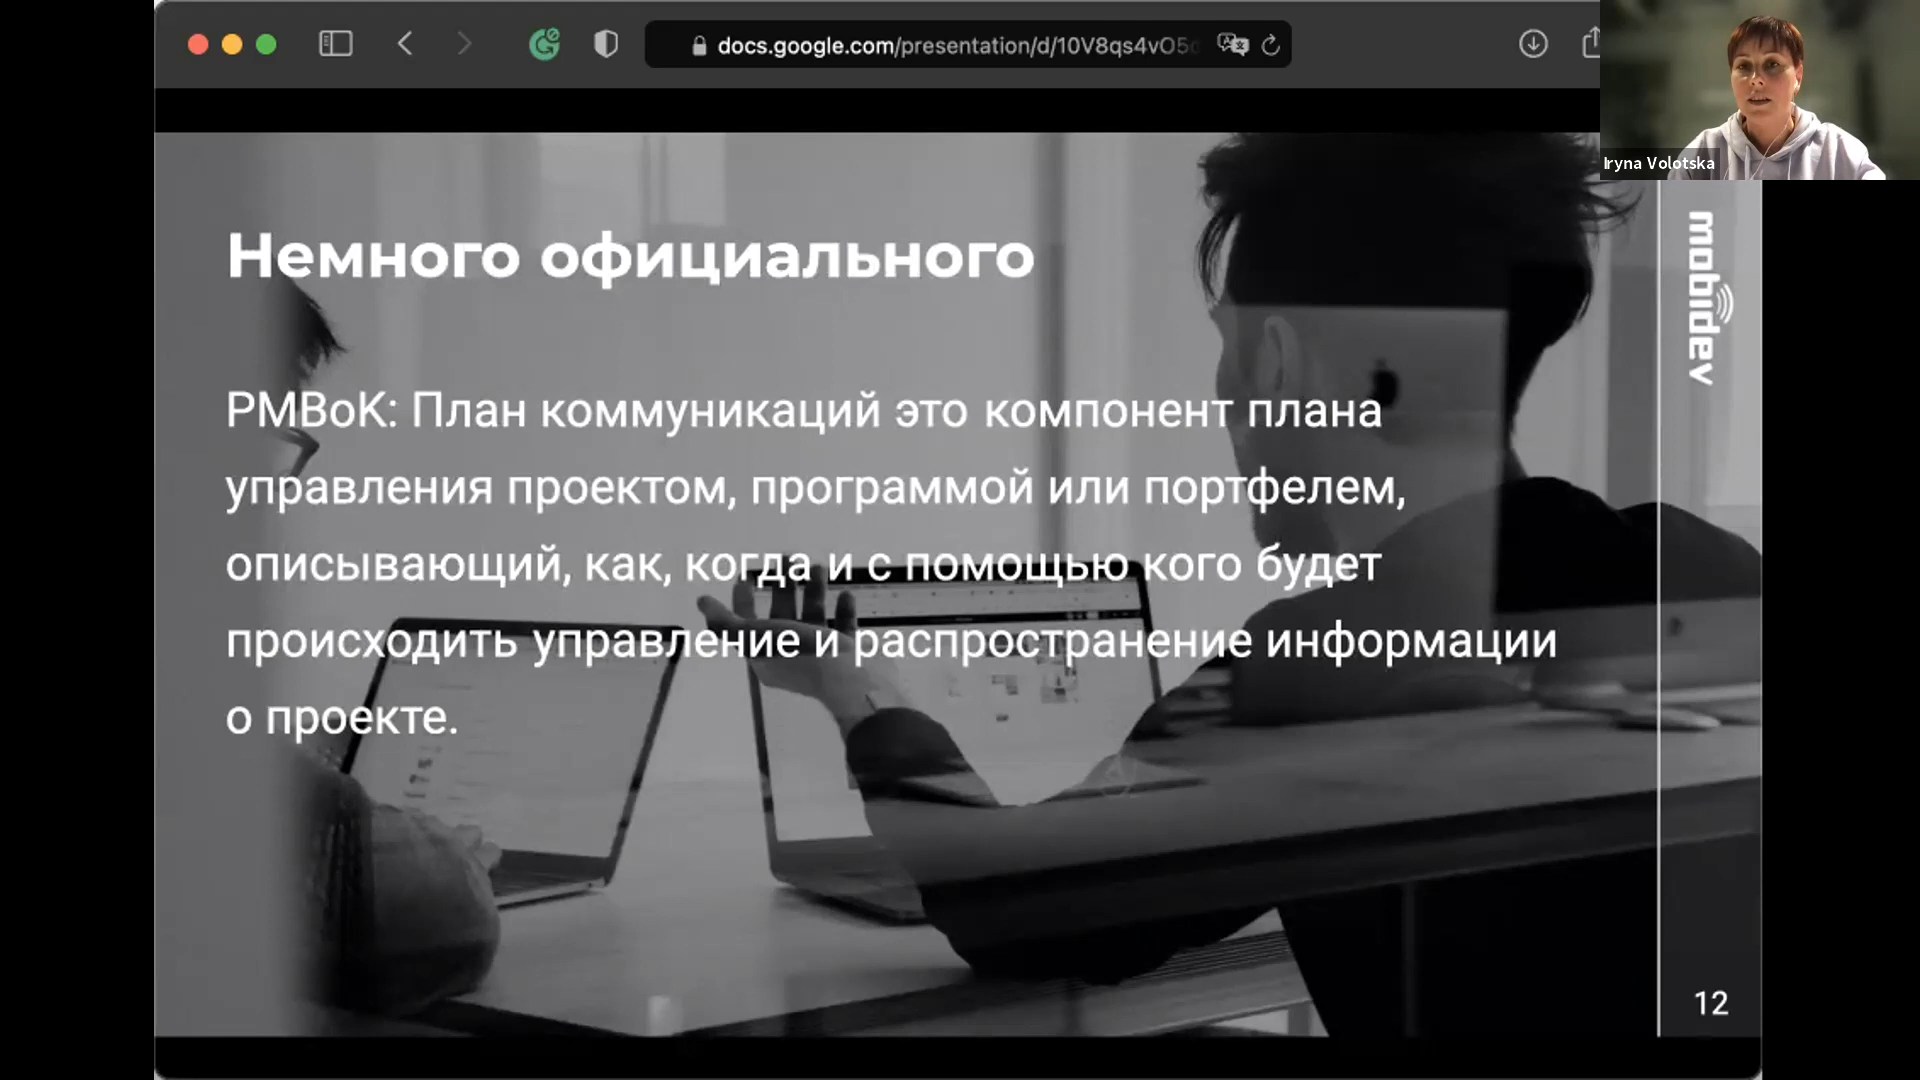 docs.google.com/presentation/d/10V8qs4vO5
Iryna Volotska
mobidev
Немного официального
PMBoK: План коммуникаций это компонент плана
управления проектом, программой или портфелем,
описывающий, как, когда и с помощью кого будет
происходить управление и распространение информации
о проекте.
12